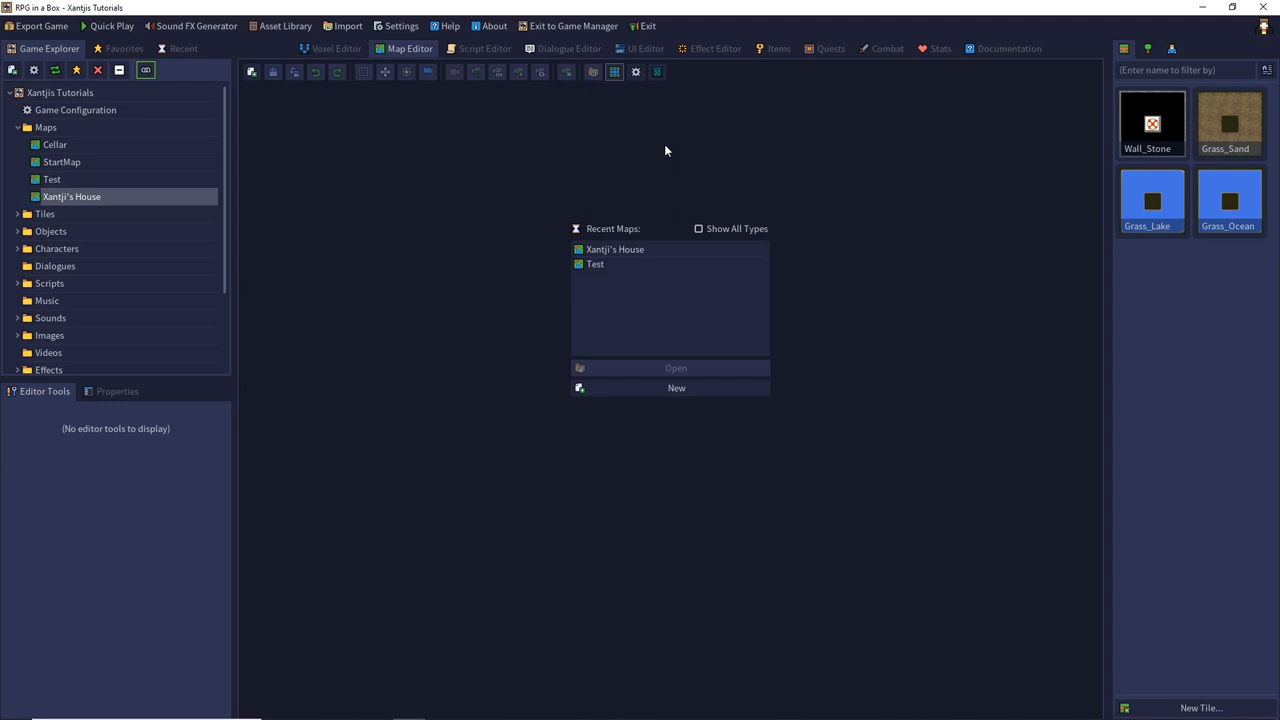 RPG in a Box - Xantjis Tutorials
Export Game Quick Play Sound FX Generator Asset Library Import Settings Help About Exit to Game Manager Exit
Game Explorer Favorites Recent Voxel Editor Map Editor Script Editor Dialogue Editor UI Editor Effect Editor Items Quests Combat Stats Documentation
(Enter name to filter by)
Xantjis Tutorials
Game Configuration
Maps
Cellar
StartMap
Test
Xantji's House
Tiles
Objects
Characters
Dialogues
Scripts
Music
Sounds
Images
Videos
Effects
Editor Tools Properties
(No editor tools to display)
Recent Maps: Show All Types
Xantji's House
Test
Open
New
Wall_Stone Grass_Sand
Grass_Lake Grass_Ocean
New Tile...